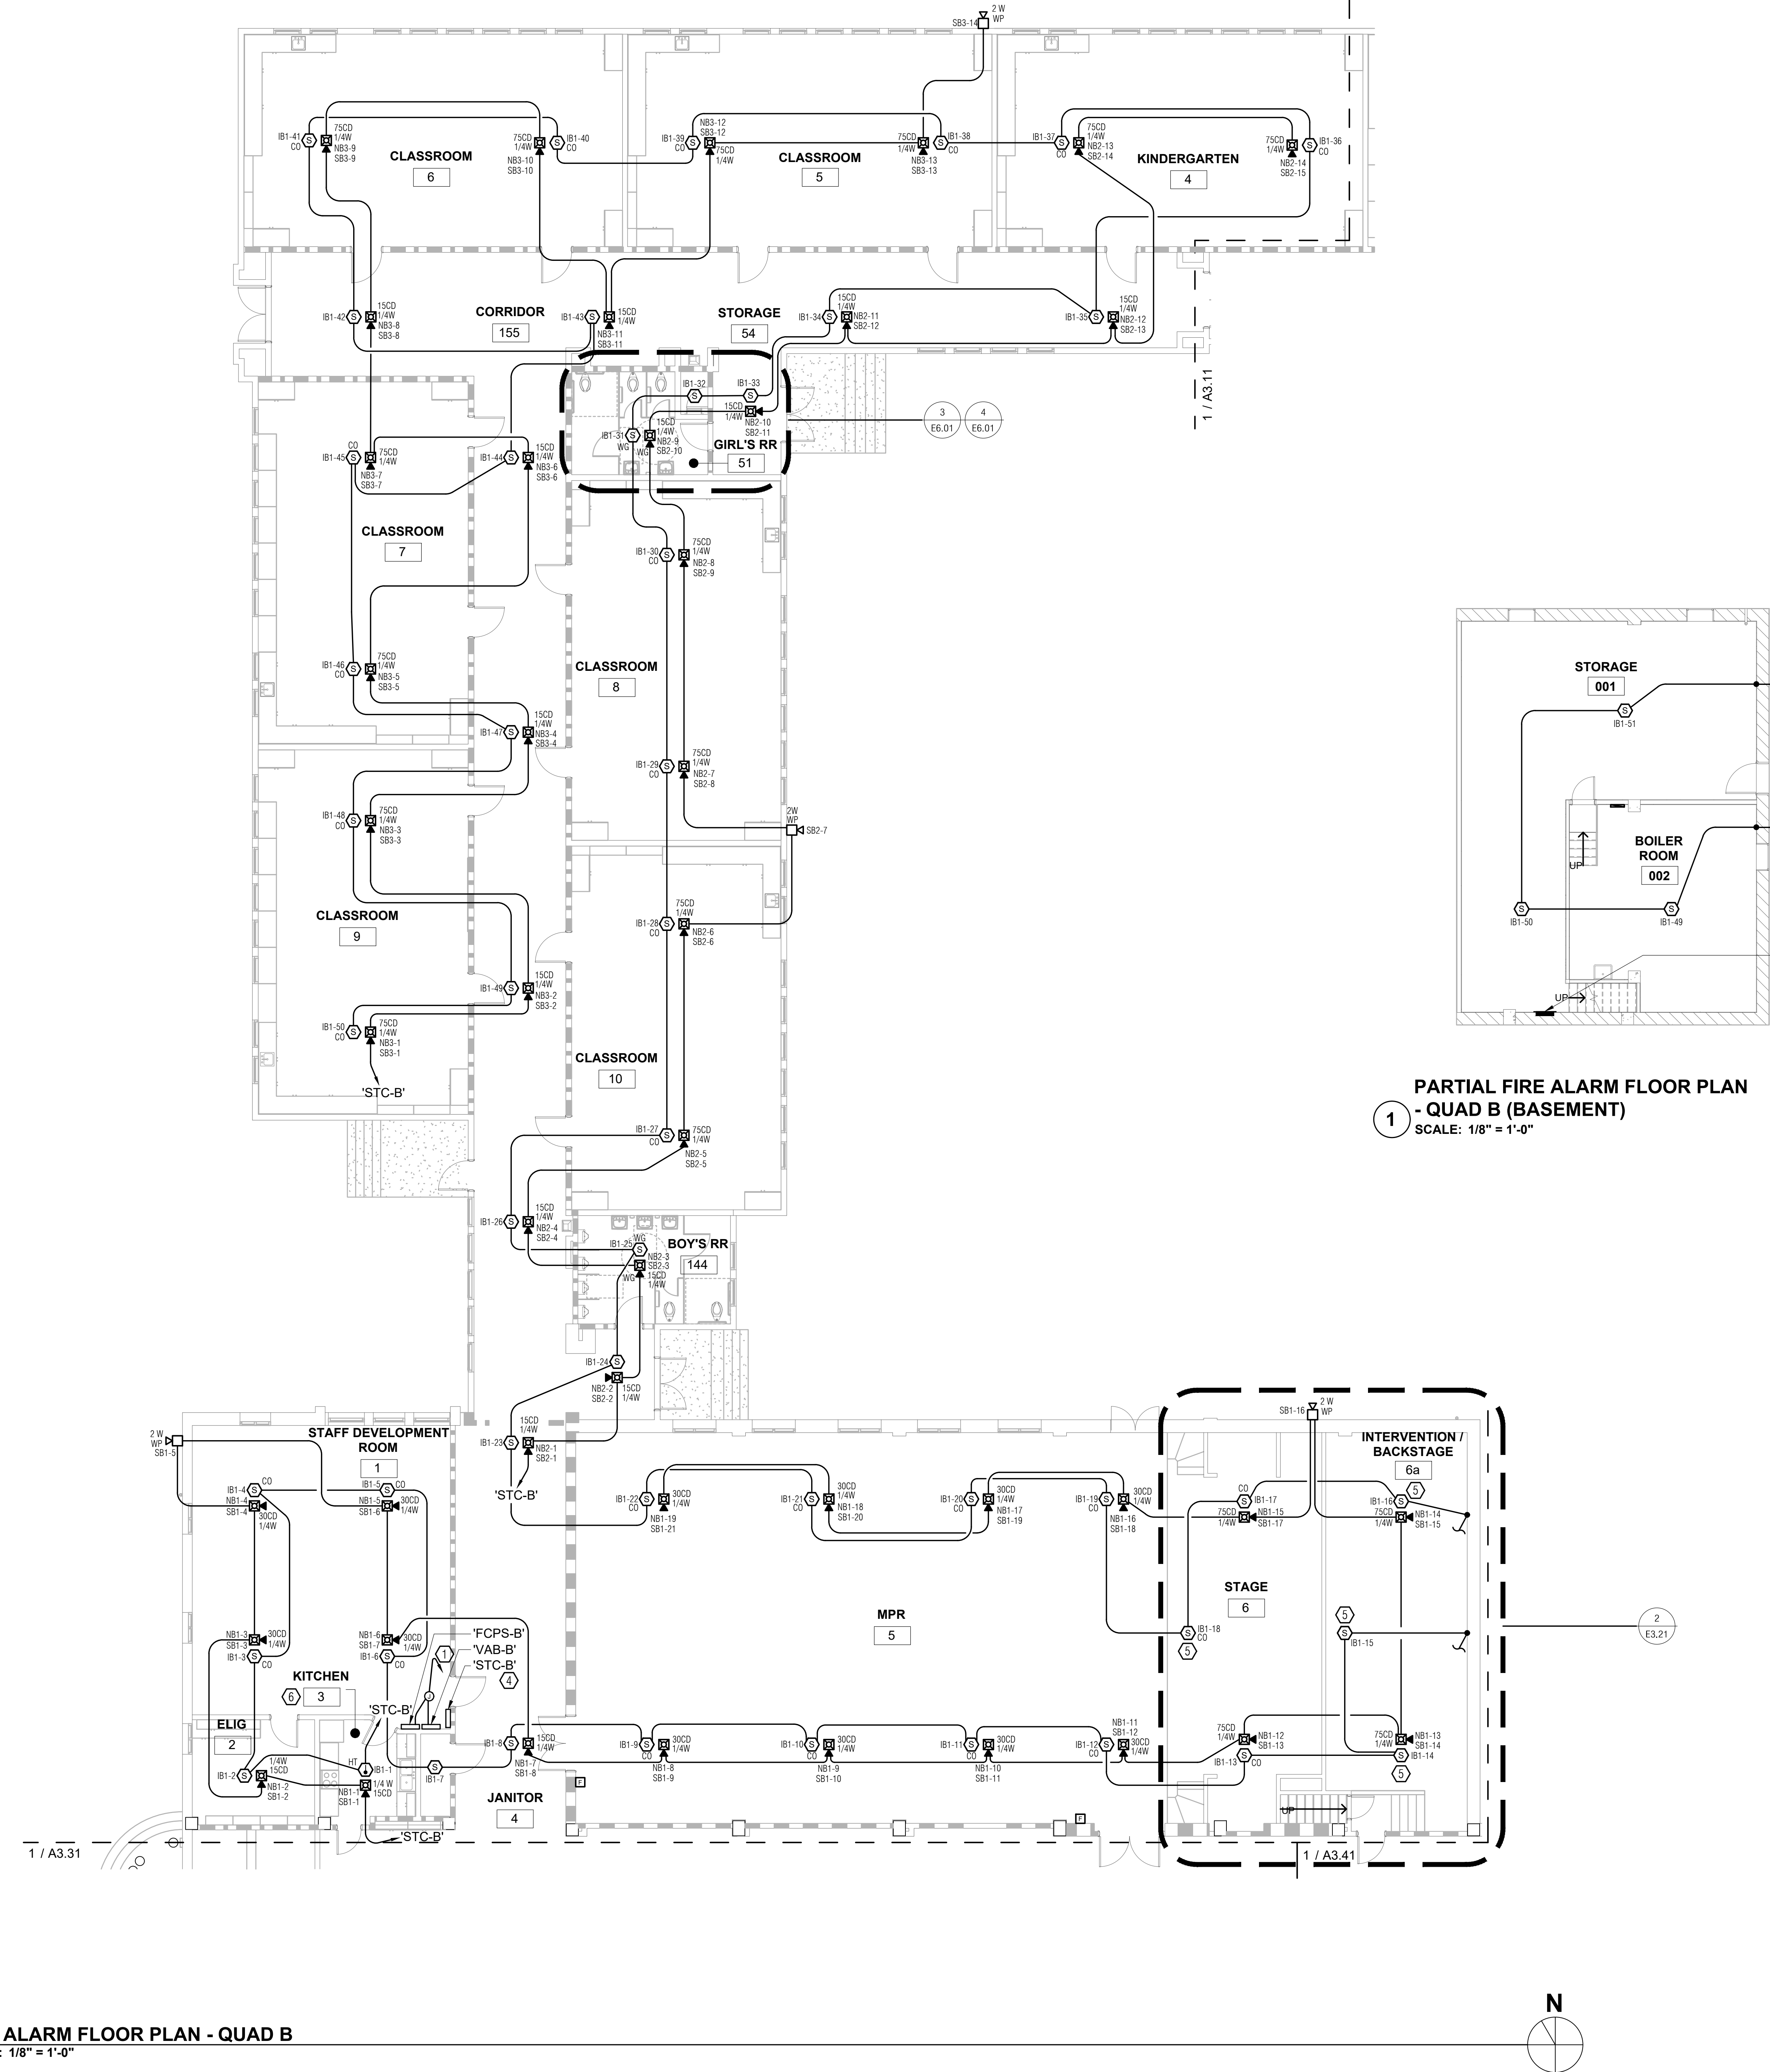 2 W
WP
SB3-14
IB1-41
CO
75CD
1/4W
NB3-9
SB3-9
CLASSROOM
6
75CD
1/4W
NB3-10
SB3-10
IB1-40
CO
IB1-39
CO
NB3-12
SB3-12
75CD
1/4W
CLASSROOM
5
75CD
1/4W
NB3-13
SB3-13
IB1-38
CO
IB1-37
CO
75CD
1/4W
NB2-13
SB2-14
KINDERGARTEN
4
75CD
1/4W
NB2-14
SB2-15
IB1-36
CO
IB1-42
15CD
1/4W
NB3-8
SB3-8
CORRIDOR
155
IB1-43
15CD
1/4W
NB3-11
SB3-11
STORAGE
54
IB1-34
15CD
1/4W
NB2-11
SB2-12
IB1-35
15CD
1/4W
NB2-12
SB2-13
1 / A3.11
IB1-32
IB1-33
15CD
1/4W
NB2-10
SB2-11
IB1-31
WG
15CD
1/4W
NB2-9
SB2-10
WG
GIRL'S RR
51
3
E6.01
4
E6.01
CO
IB1-45
75CD
1/4W
NB3-7
SB3-7
IB1-44
15CD
1/4W
NB3-6
SB3-6
CLASSROOM
7
IB1-30
CO
75CD
1/4W
NB2-8
SB2-9
IB1-46
CO
75CD
1/4W
NB3-5
SB3-5
CLASSROOM
8
IB1-47
15CD
1/4W
NB3-4
SB3-4
IB1-29
CO
75CD
1/4W
NB2-7
SB2-8
IB1-48
CO
75CD
1/4W
NB3-3
SB3-3
2W
WP
SB2-7
CLASSROOM
9
IB1-28
CO
75CD
1/4W
NB2-6
SB2-6
IB1-49
15CD
1/4W
NB3-2
SB3-2
IB1-50
CO
75CD
1/4W
NB3-1
SB3-1
'STC-B'
CLASSROOM
10
IB1-27
CO
75CD
1/4W
NB2-5
SB2-5
IB1-26
15CD
1/4W
NB2-4
SB2-4
WG
IB1-25
NB2-3
SB2-3
15CD
1/4W
WG
BOY'S RR
144
IB1-24
NB2-2
SB2-2
15CD
1/4W
IB1-23
15CD
1/4W
NB2-1
SB2-1
'STC-B'
STORAGE
001
IB1-51
BOILER
ROOM
002
UP
IB1-50
IB1-49
UP
1
PARTIAL FIRE ALARM FLOOR PLAN
- QUAD B (BASEMENT)
SCALE: 1/8" = 1'-0"
2 W
WP
SB1-5
STAFF DEVELOPMENT
ROOM
1
IB1-4
CO
NB1-4
SB1-4
30CD
1/4W
IB1-5
CO
NB1-5
SB1-6
30CD
1/4W
NB1-3
SB1-3
30CD
1/4W
IB1-3
CO
NB1-6
SB1-7
30CD
1/4W
IB1-6
CO
'FCPS-B'
'VAB-B'
'STC-B'
1
4
J
KITCHEN
6
3
'STC-B'
ELIG
2
IB1-2
1/4W
15CD
NB1-2
SB1-2
HT
IB1-1
NB1-1
SB1-1
1/4 W
15CD
IB1-7
IB1-8
15CD
1/4W
NB1-7
SB1-8
JANITOR
4
'STC-B'
F
IB1-22
CO
30CD
1/4W
NB1-19
SB1-21
IB1-21
CO
30CD
1/4W
NB1-18
SB1-20
IB1-20
CO
30CD
1/4W
NB1-17
SB1-19
IB1-19
CO
30CD
1/4W
NB1-16
SB1-18
MPR
5
IB1-9
CO
30CD
1/4W
NB1-8
SB1-9
IB1-10
CO
30CD
1/4W
NB1-9
SB1-10
IB1-11
CO
30CD
1/4W
NB1-10
SB1-11
NB1-11
SB1-12
IB1-12
CO
30CD
1/4W
F
SB1-16
2 W
WP
INTERVENTION /
BACKSTAGE
6a
5
CO
IB1-17
75CD
1/4W
NB1-15
SB1-17
IB1-16
75CD
1/4W
NB1-14
SB1-15
STAGE
6
IB1-18
CO
5
5
IB1-15
2
E3.21
75CD
1/4W
NB1-12
SB1-13
IB1-13
CO
75CD
1/4W
NB1-13
SB1-14
IB1-14
5
UP
1 / A3.31
1 / A3.41
N
ALARM FLOOR PLAN - QUAD B
: 1/8" = 1'-0"